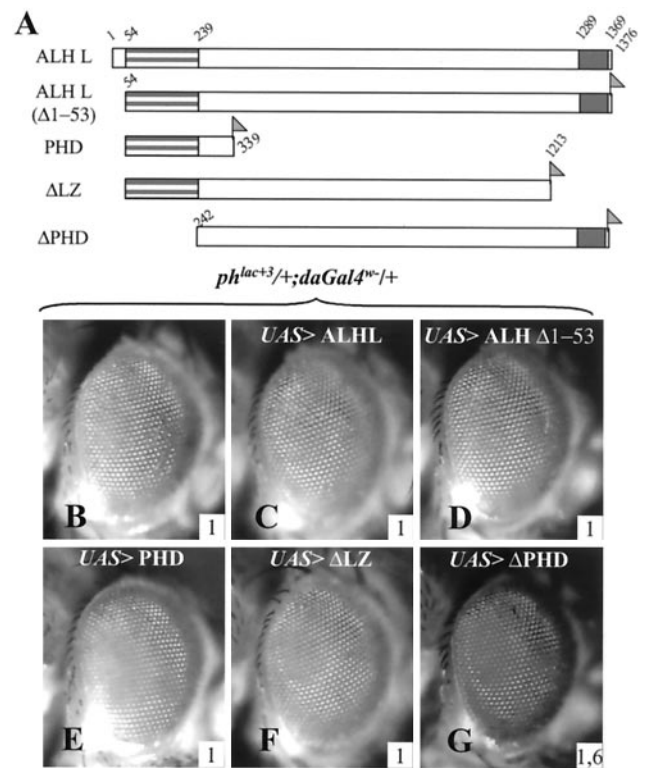 A
1 54 239 1289 1369 1376
ALH L
54
ALH L
(Δ1–53)
PHD 339
ΔLZ 1213
ΔPHD 242
ph^lac+3/+;daGal4^w-/+
UAS> ALHL
UAS> ALH Δ1–53
B 1
C 1
D 1
UAS> PHD
UAS> ΔLZ
UAS> ΔPHD
E 1
F 1
G 1,6